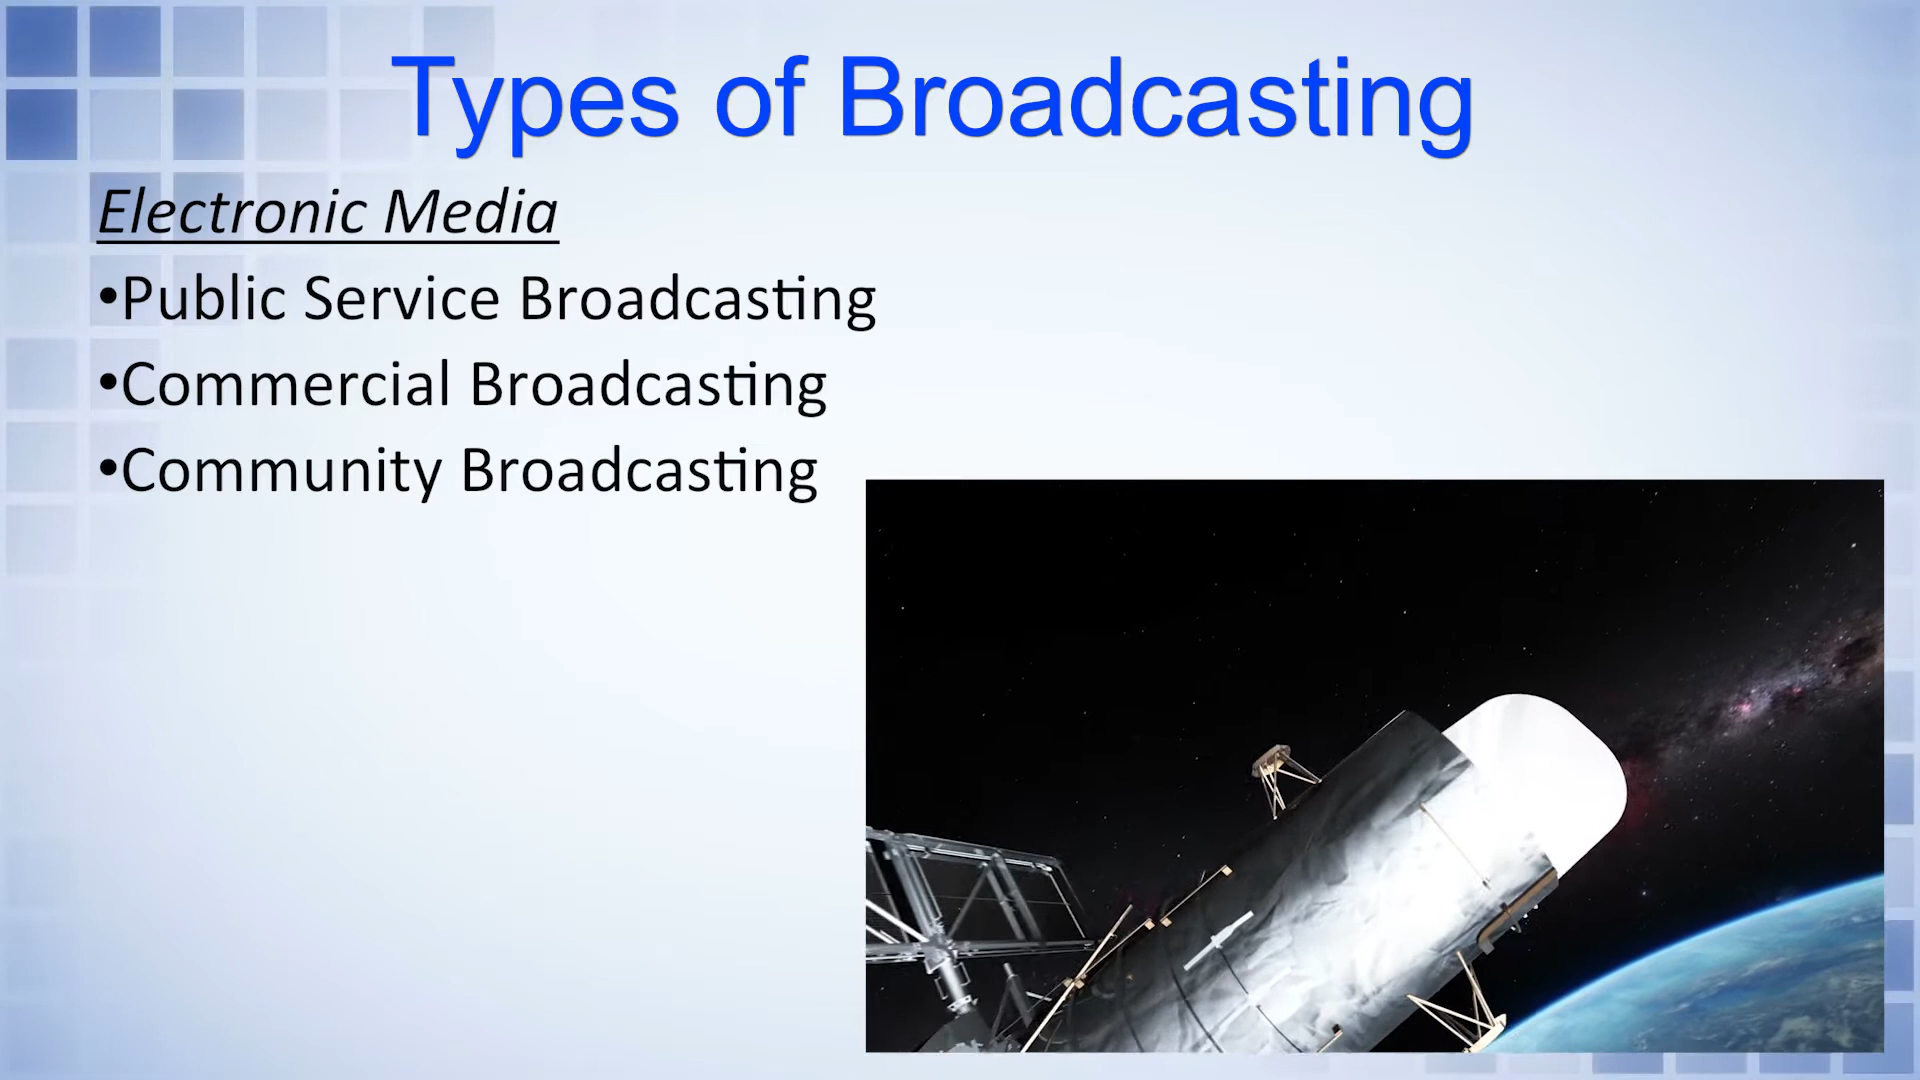 Types of Broadcasting
Electronic Media
•Public Service Broadcasting
•Commercial Broadcasting
•Community Broadcasting